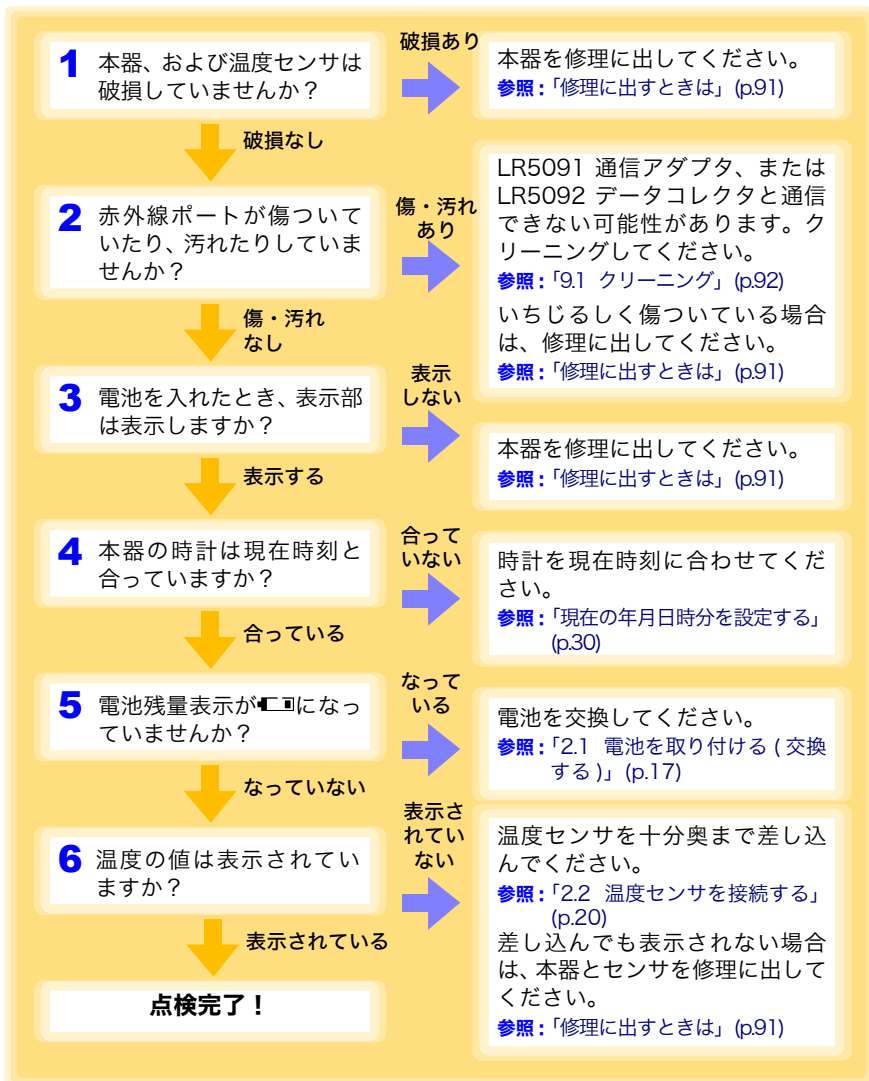 1 本器、および温度センサは
破損していませんか？
破損あり
本器を修理に出してください。
参照：「修理に出すときは」(p.91)
破損なし
2 赤外線ポートが傷ついて
いたり、汚れたりしていま
せんか？
傷・汚れ
あり
LR5091 通信アダプタ、または
LR5092 データコレクタと通信
できない可能性があります。ク
リーニングしてください。
参照：「9.1 クリーニング」(p.92)
いちじるしく傷ついている場合
は、修理に出してください。
参照：「修理に出すときは」(p.91)
傷・汚れ
なし
3 電池を入れたとき、表示部
は表示しますか？
表示
しない
本器を修理に出してください。
参照：「修理に出すときは」(p.91)
表示する
4 本器の時計は現在時刻と
合っていますか？
合って
いない
時計を現在時刻に合わせてくだ
さい。
参照：「現在の年月日時分を設定する」
(p.30)
合っている
5 電池残量表示がになっ
ていませんか？
なって
いる
電池を交換してください。
参照：「2.1 電池を取り付ける ( 交換
する )」(p.17)
なっていない
6 温度の値は表示されてい
ますか？
表示さ
れてい
ない
温度センサを十分奥まで差し込
んでください。
参照：「2.2 温度センサを接続する」
(p.20)
差し込んでも表示されない場合
は、本器とセンサを修理に出して
ください。
参照：「修理に出すときは」(p.91)
表示されている
点検完了！